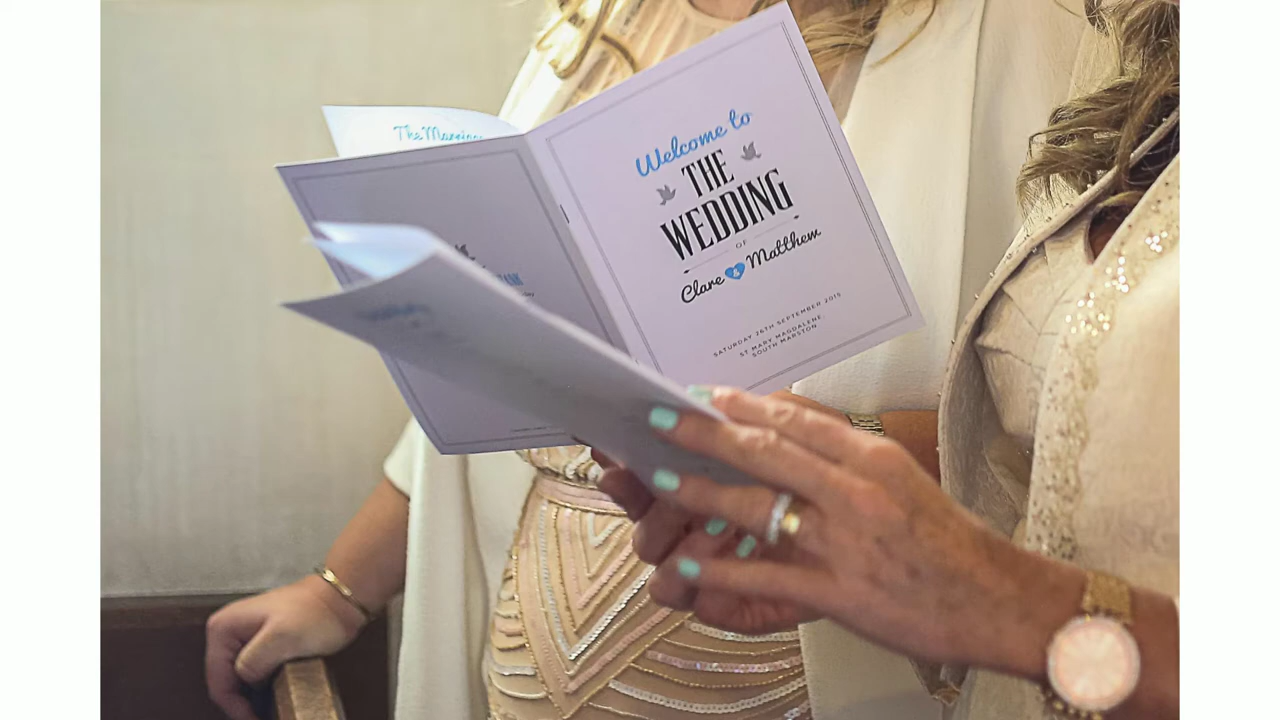 The Marriage
Welcome to
THE
WEDDING
OF
Clare & Matthew
SATURDAY 26TH SEPTEMBER 2015
ST MARY MAGDALENE
SOUTH MARSTON